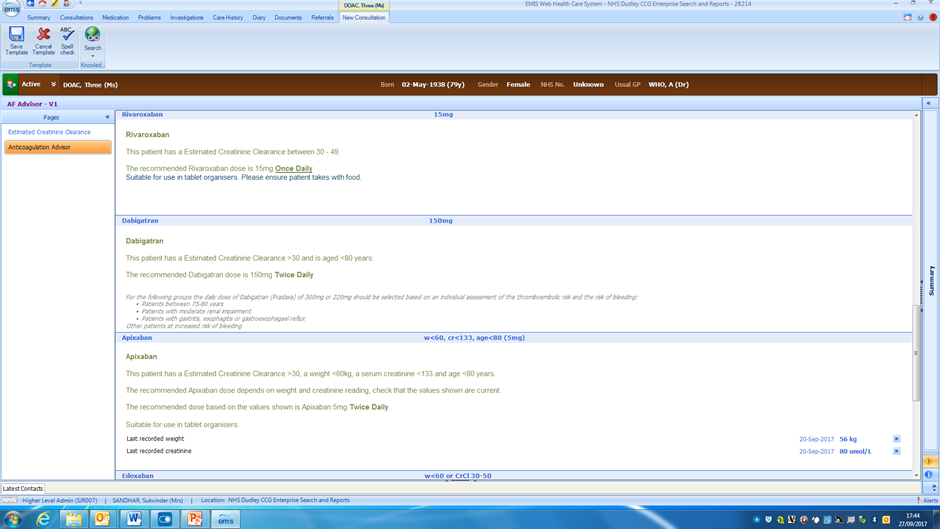 DDAC, Three (Ms)
EMIS Web Health Care System - NHS Dudley CCG Enterprise Search and Reports - 28214
emis
Summary Consultations Medication Problems Investigations Care History Diary Documents Referrals New Consultation
Save Template
Cancel Template
ABC
Spell check
Search
Template
Knowled...
Active DOAC, Three (Ms) Born 02-May-1938 (79y) Gender Female NHS No. Unknown Usual GP WHO, A (Dr)
AF Advisor - V1
Pages «
Estimated Creatinine Clearance
Anticoagulation Advisor
Rivaroxaban 15mg
Rivaroxaban
This patient has a Estimated Creatinine Clearance between 30 - 49.
The recommended Rivaroxaban dose is 15mg Once Daily
Suitable for use in tablet organisers. Please ensure patient takes with food.
Dabigatran 150mg
Dabigatran
This patient has a Estimated Creatinine Clearance >30 and is aged <80 years.
The recommended Dabigatran dose is 150mg Twice Daily
For the following groups the daily dose of Dabigatran (Pradaxa) of 300mg or 220mg should be selected based on an individual assessment of the thromboembolic risk and the risk of bleeding:
• Patients between 75-80 years
• Patients with moderate renal impairment
• Patients with gastritis, esophagitis or gastroesophageal reflux
Other patients at increased risk of bleeding
Apixaban w<60, cr<133, age<80 (5mg)
Apixaban
This patient has a Estimated Creatinine Clearance >30, a weight <60kg, a serum creatinine <133 and age <80 years.
The recommended Apixaban dose depends on weight and creatinine reading, check that the values shown are current.
The recommended dose based on the values shown is Apixaban 5mg Twice Daily
Suitable for use in tablet organisers.
Last recorded weight 20-Sep-2017 56 kg
Last recorded creatinine 20-Sep-2017 80 umol/L
Edoxaban w<60 or CrCl 30-50
Summary
Latest Contacts
NHS Higher Level Admin (S/R007) SANDHAR, Sukvinder (Mrs) Location: NHS Dudley CCG Enterprise Search and Reports Alerts
emis
17:44
27/09/2017